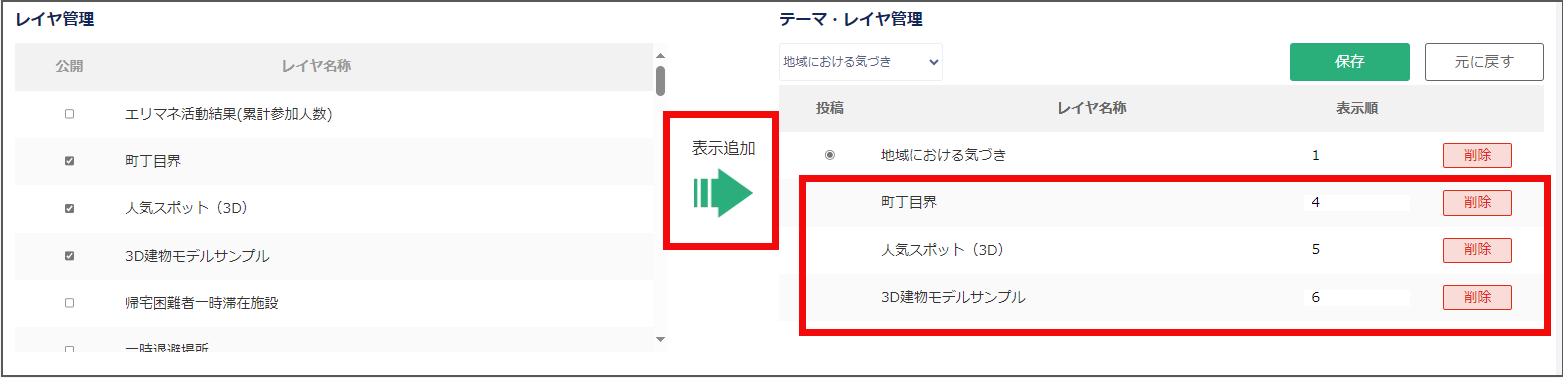 レイヤ管理
公開 レイヤ名称
エリマネ活動結果(累計参加人数)
町丁目界
人気スポット（3D）
3D建物モデルサンプル
帰宅困難者一時滞在施設
一時退避場所
表示追加
テーマ・レイヤ管理
地域における気づき 保存 元に戻す
投稿 レイヤ名称 表示順
地域における気づき 1 削除
町丁目界 4 削除
人気スポット（3D） 5 削除
3D建物モデルサンプル 6 削除